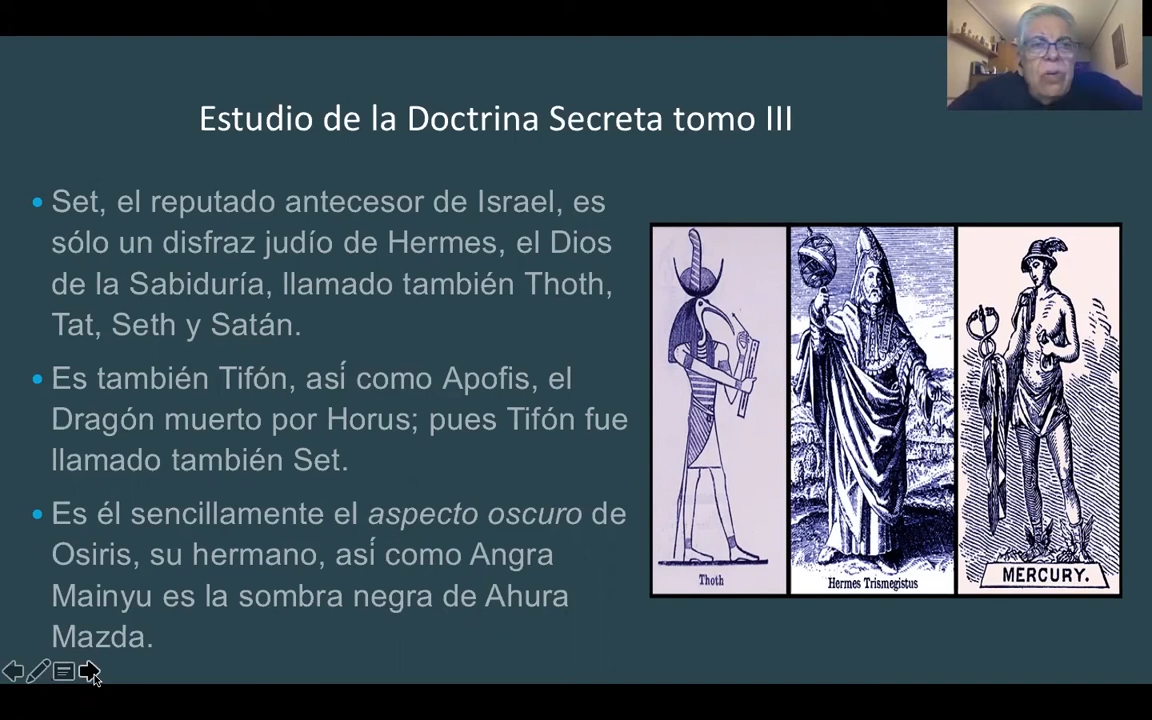 Estudio de la Doctrina Secreta tomo III
Set, el reputado antecesor de Israel, es
sólo un disfraz judío de Hermes, el Dios
de la Sabiduría, llamado también Thoth,
Tat, Seth y Satán.
Es también Tifón, así como Apofis, el
Dragón muerto por Horus; pues Tifón fue
llamado también Set.
Es él sencillamente el aspecto oscuro de
Osiris, su hermano, así como Angra
Mainyu es la sombra negra de Ahura
Mazda.
Thoth
Hermes Trismegistus
MERCURY.